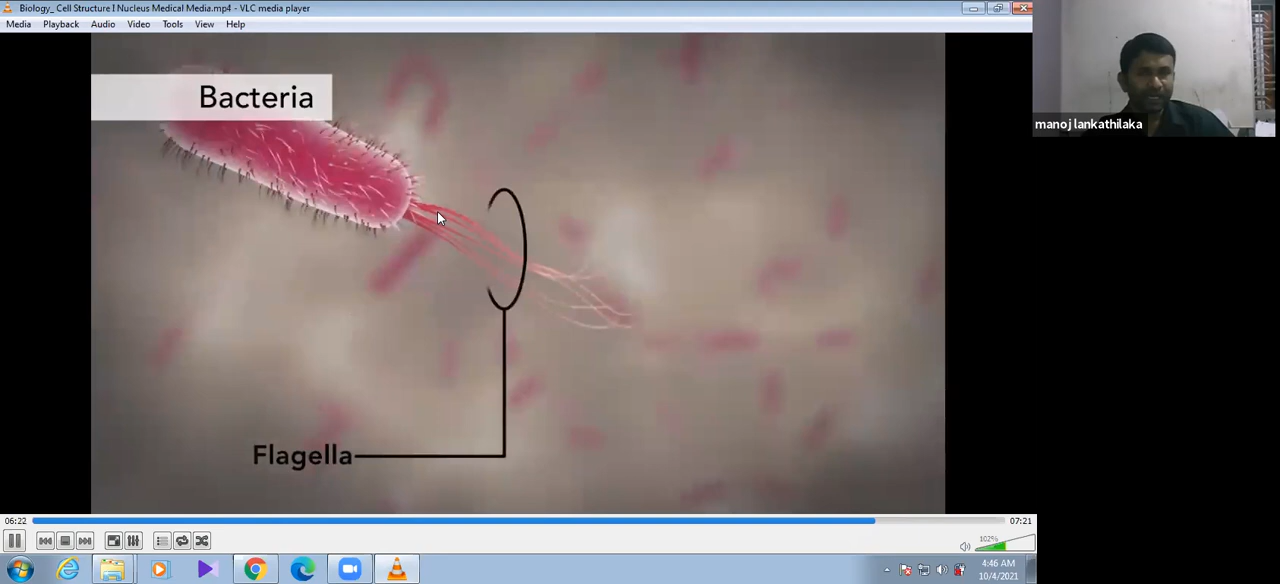 Biology_ Cell Structure I Nucleus Medical Media.mp4 - VLC media player
Media Playback Audio Video Tools View Help
Bacteria
manoj lankathilaka
Flagella
06:22
07:21
102%
4:46 AM
10/4/2021